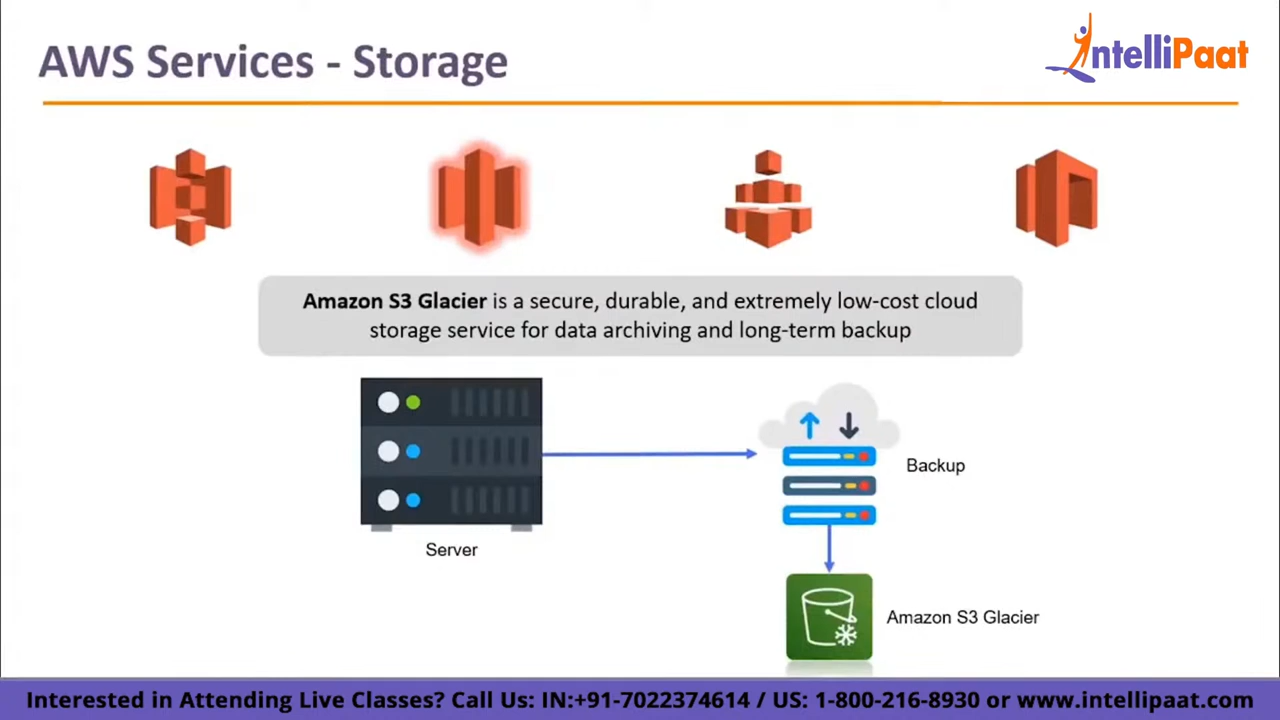 AWS Services - Storage
IntelliPaat
Amazon S3 Glacier is a secure, durable, and extremely low-cost cloud
storage service for data archiving and long-term backup
Backup
Server
Amazon S3 Glacier
Interested in Attending Live Classes? Call Us: IN:+91-7022374614 / US: 1-800-216-8930 or www.intellipaat.com